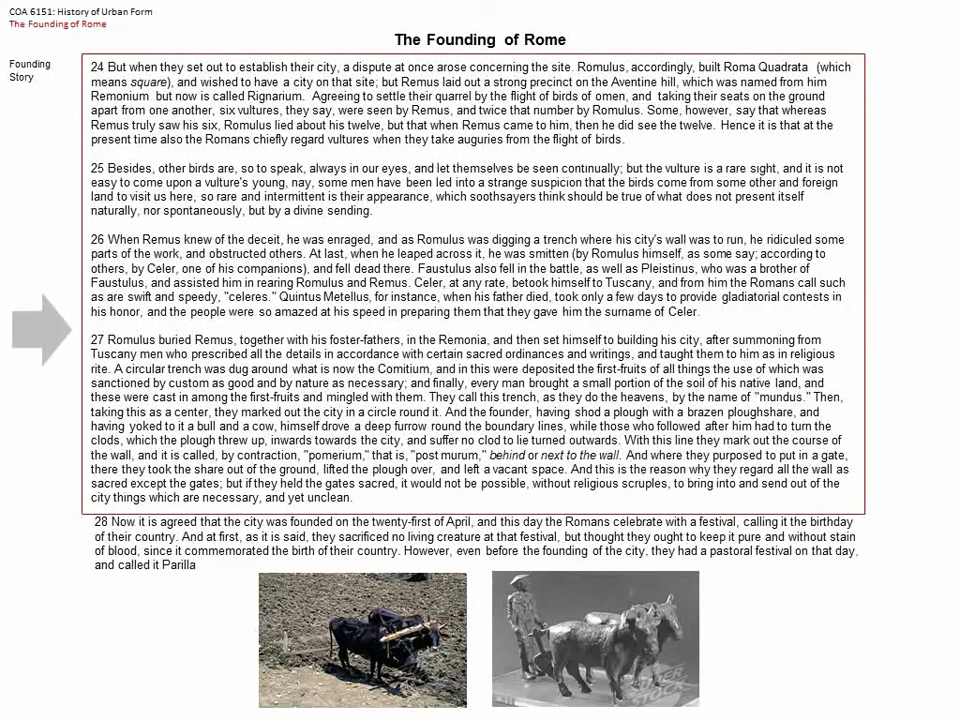 COA 6151: History of Urban Form
The Founding of Rome
The Founding of Rome
Founding
Story
24 But when they set out to establish their city, a dispute at once arose concerning the site. Romulus, accordingly, built Roma Quadrata (which
means square), and wished to have a city on that site; but Remus laid out a strong precinct on the Aventine hill, which was named from him
Remonium but now is called Rignarium. Agreeing to settle their quarrel by the flight of birds of omen, and taking their seats on the ground
apart from one another, six vultures, they say, were seen by Remus, and twice that number by Romulus. Some, however, say that whereas
Remus truly saw his six, Romulus lied about his twelve, but that when Remus came to him, then he did see the twelve. Hence it is that at the
present time also the Romans chiefly regard vultures when they take auguries from the flight of birds.
25 Besides, other birds are, so to speak, always in our eyes, and let themselves be seen continually; but the vulture is a rare sight, and it is not
easy to come upon a vulture's young, nay, some men have been led into a strange suspicion that the birds come from some other and foreign
land to visit us here, so rare and intermittent is their appearance, which soothsayers think should be true of what does not present itself
naturally, nor spontaneously, but by a divine sending.
26 When Remus knew of the deceit, he was enraged, and as Romulus was digging a trench where his city's wall was to run, he ridiculed some
parts of the work, and obstructed others. At last, when he leaped across it, he was smitten (by Romulus himself, as some say; according to
others, by Celer, one of his companions), and fell dead there. Faustulus also fell in the battle, as well as Pleistinus, who was a brother of
Faustulus, and assisted him in rearing Romulus and Remus. Celer, at any rate, betook himself to Tuscany, and from him the Romans call such
as are swift and speedy, "celeres." Quintus Metellus, for instance, when his father died, took only a few days to provide gladiatorial contests in
his honor, and the people were so amazed at his speed in preparing them that they gave him the surname of Celer.
27 Romulus buried Remus, together with his foster-fathers, in the Remonia, and then set himself to building his city, after summoning from
Tuscany men who prescribed all the details in accordance with certain sacred ordinances and writings, and taught them to him as in religious
rite. A circular trench was dug around what is now the Comitium, and in this were deposited the first-fruits of all things the use of which was
sanctioned by custom as good and by nature as necessary; and finally, every man brought a small portion of the soil of his native land, and
these were cast in among the first-fruits and mingled with them. They call this trench, as they do the heavens, by the name of "mundus." Then,
taking this as a center, they marked out the city in a circle round it. And the founder, having shod a plough with a brazen ploughshare, and
having yoked to it a bull and a cow, himself drove a deep furrow round the boundary lines, while those who followed after him had to turn the
clods, which the plough threw up, inwards towards the city, and suffer no clod to lie turned outwards. With this line they mark out the course of
the wall, and it is called, by contraction, "pomerium," that is, "post murum," behind or next to the wall. And where they purposed to put in a gate,
there they took the share out of the ground, lifted the plough over, and left a vacant space. And this is the reason why they regard all the wall as
sacred except the gates; but if they held the gates sacred, it would not be possible, without religious scruples, to bring into and send out of the
city things which are necessary, and yet unclean.
28 Now it is agreed that the city was founded on the twenty-first of April, and this day the Romans celebrate with a festival, calling it the birthday
of their country. And at first, as it is said, they sacrificed no living creature at that festival, but thought they ought to keep it pure and without stain
of blood, since it commemorated the birth of their country. However, even before the founding of the city, they had a pastoral festival on that day,
and called it Parilla